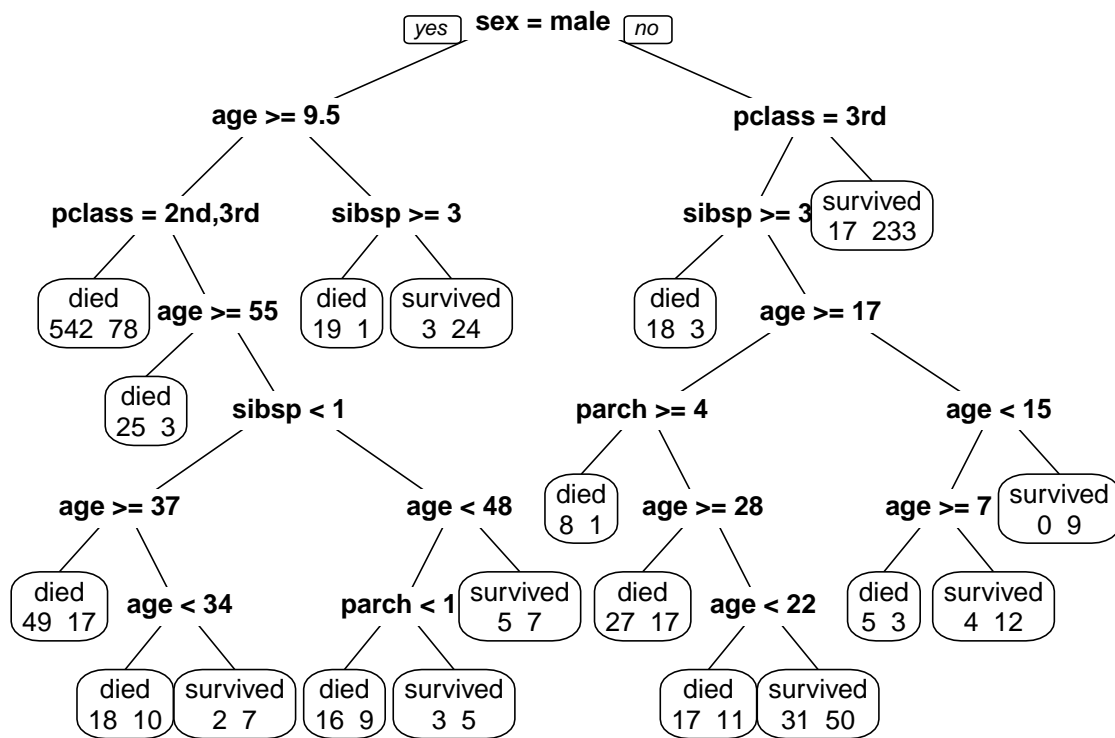 yes sex = male no
age >= 9.5 pclass = 3rd
pclass = 2nd,3rd sibsp >= 3 sibsp >= 3 survived
17 233
died
542 78
age >= 55
died
19 1
survived
3 24
died
18 3
age >= 17
died
25 3
sibsp < 1 parch >= 4 age < 15
age >= 37 age < 48
died
8 1
age >= 28 age >= 7
survived
0 9
died
49 17
age < 34 parch < 1
survived
5 7
died
27 17
age < 22
died
5 3
survived
4 12
died
18 10
survived
2 7
died
16 9
survived
3 5
died
17 11
survived
31 50